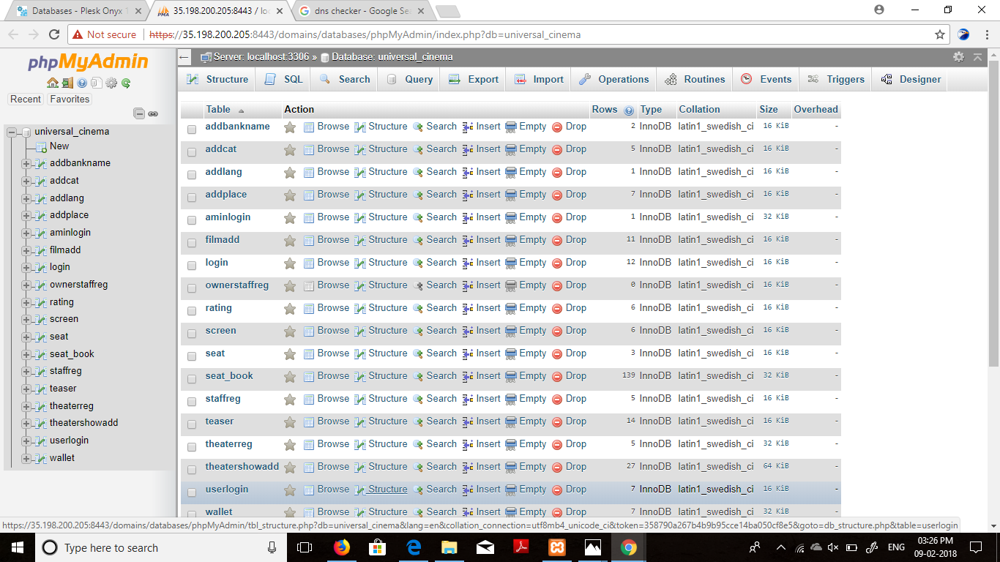 Databases - Plesk Onyx
35.198.200.205:8443 / loc
dns checker - Google Se
Not secure
https://35.198.200.205:8443/domains/databases/phpMyAdmin/index.php?db=universal_cinema
phpMyAdmin
Recent Favorites
universal_cinema
New
addbankname
addcat
addlang
addplace
aminlogin
filmadd
login
ownerstaffreg
rating
screen
seat
seat_book
staffreg
teaser
theaterreg
theatershowadd
userlogin
wallet
Server: localhost:3306 » Database: universal_cinema
Structure SQL Search Query Export Import Operations Routines Events Triggers Designer
Table Action Rows Type Collation Size Overhead
addbankname Browse Structure Search Insert Empty Drop 2 InnoDB latin1_swedish_ci 16 KiB -
addcat Browse Structure Search Insert Empty Drop 5 InnoDB latin1_swedish_ci 16 KiB -
addlang Browse Structure Search Insert Empty Drop 1 InnoDB latin1_swedish_ci 16 KiB -
addplace Browse Structure Search Insert Empty Drop 7 InnoDB latin1_swedish_ci 16 KiB -
aminlogin Browse Structure Search Insert Empty Drop 1 InnoDB latin1_swedish_ci 32 KiB -
filmadd Browse Structure Search Insert Empty Drop 11 InnoDB latin1_swedish_ci 16 KiB -
login Browse Structure Search Insert Empty Drop 12 InnoDB latin1_swedish_ci 16 KiB -
ownerstaffreg Browse Structure Search Insert Empty Drop 0 InnoDB latin1_swedish_ci 16 KiB -
rating Browse Structure Search Insert Empty Drop 6 InnoDB latin1_swedish_ci 16 KiB -
screen Browse Structure Search Insert Empty Drop 6 InnoDB latin1_swedish_ci 16 KiB -
seat Browse Structure Search Insert Empty Drop 3 InnoDB latin1_swedish_ci 16 KiB -
seat_book Browse Structure Search Insert Empty Drop 139 InnoDB latin1_swedish_ci 32 KiB -
staffreg Browse Structure Search Insert Empty Drop 5 InnoDB latin1_swedish_ci 16 KiB -
teaser Browse Structure Search Insert Empty Drop 14 InnoDB latin1_swedish_ci 16 KiB -
theaterreg Browse Structure Search Insert Empty Drop 5 InnoDB latin1_swedish_ci 32 KiB -
theatershowadd Browse Structure Search Insert Empty Drop 27 InnoDB latin1_swedish_ci 64 KiB -
userlogin Browse Structure Search Insert Empty Drop 7 InnoDB latin1_swedish_ci 16 KiB -
wallet Browse Structure Search Insert Empty Drop 7 InnoDB latin1_swedish_ci 32 KiB -
https://35.198.200.205:8443/domains/databases/phpMyAdmin/tbl_structure.php?db=universal_cinema&lang=en&collation_connection=utf8mb4_unicode_ci&token=358790a267b4b9b95cce14ba050cf8e5&goto=db_structure.php&table=userlogin
Type here to search
ENG
03:26 PM
09-02-2018